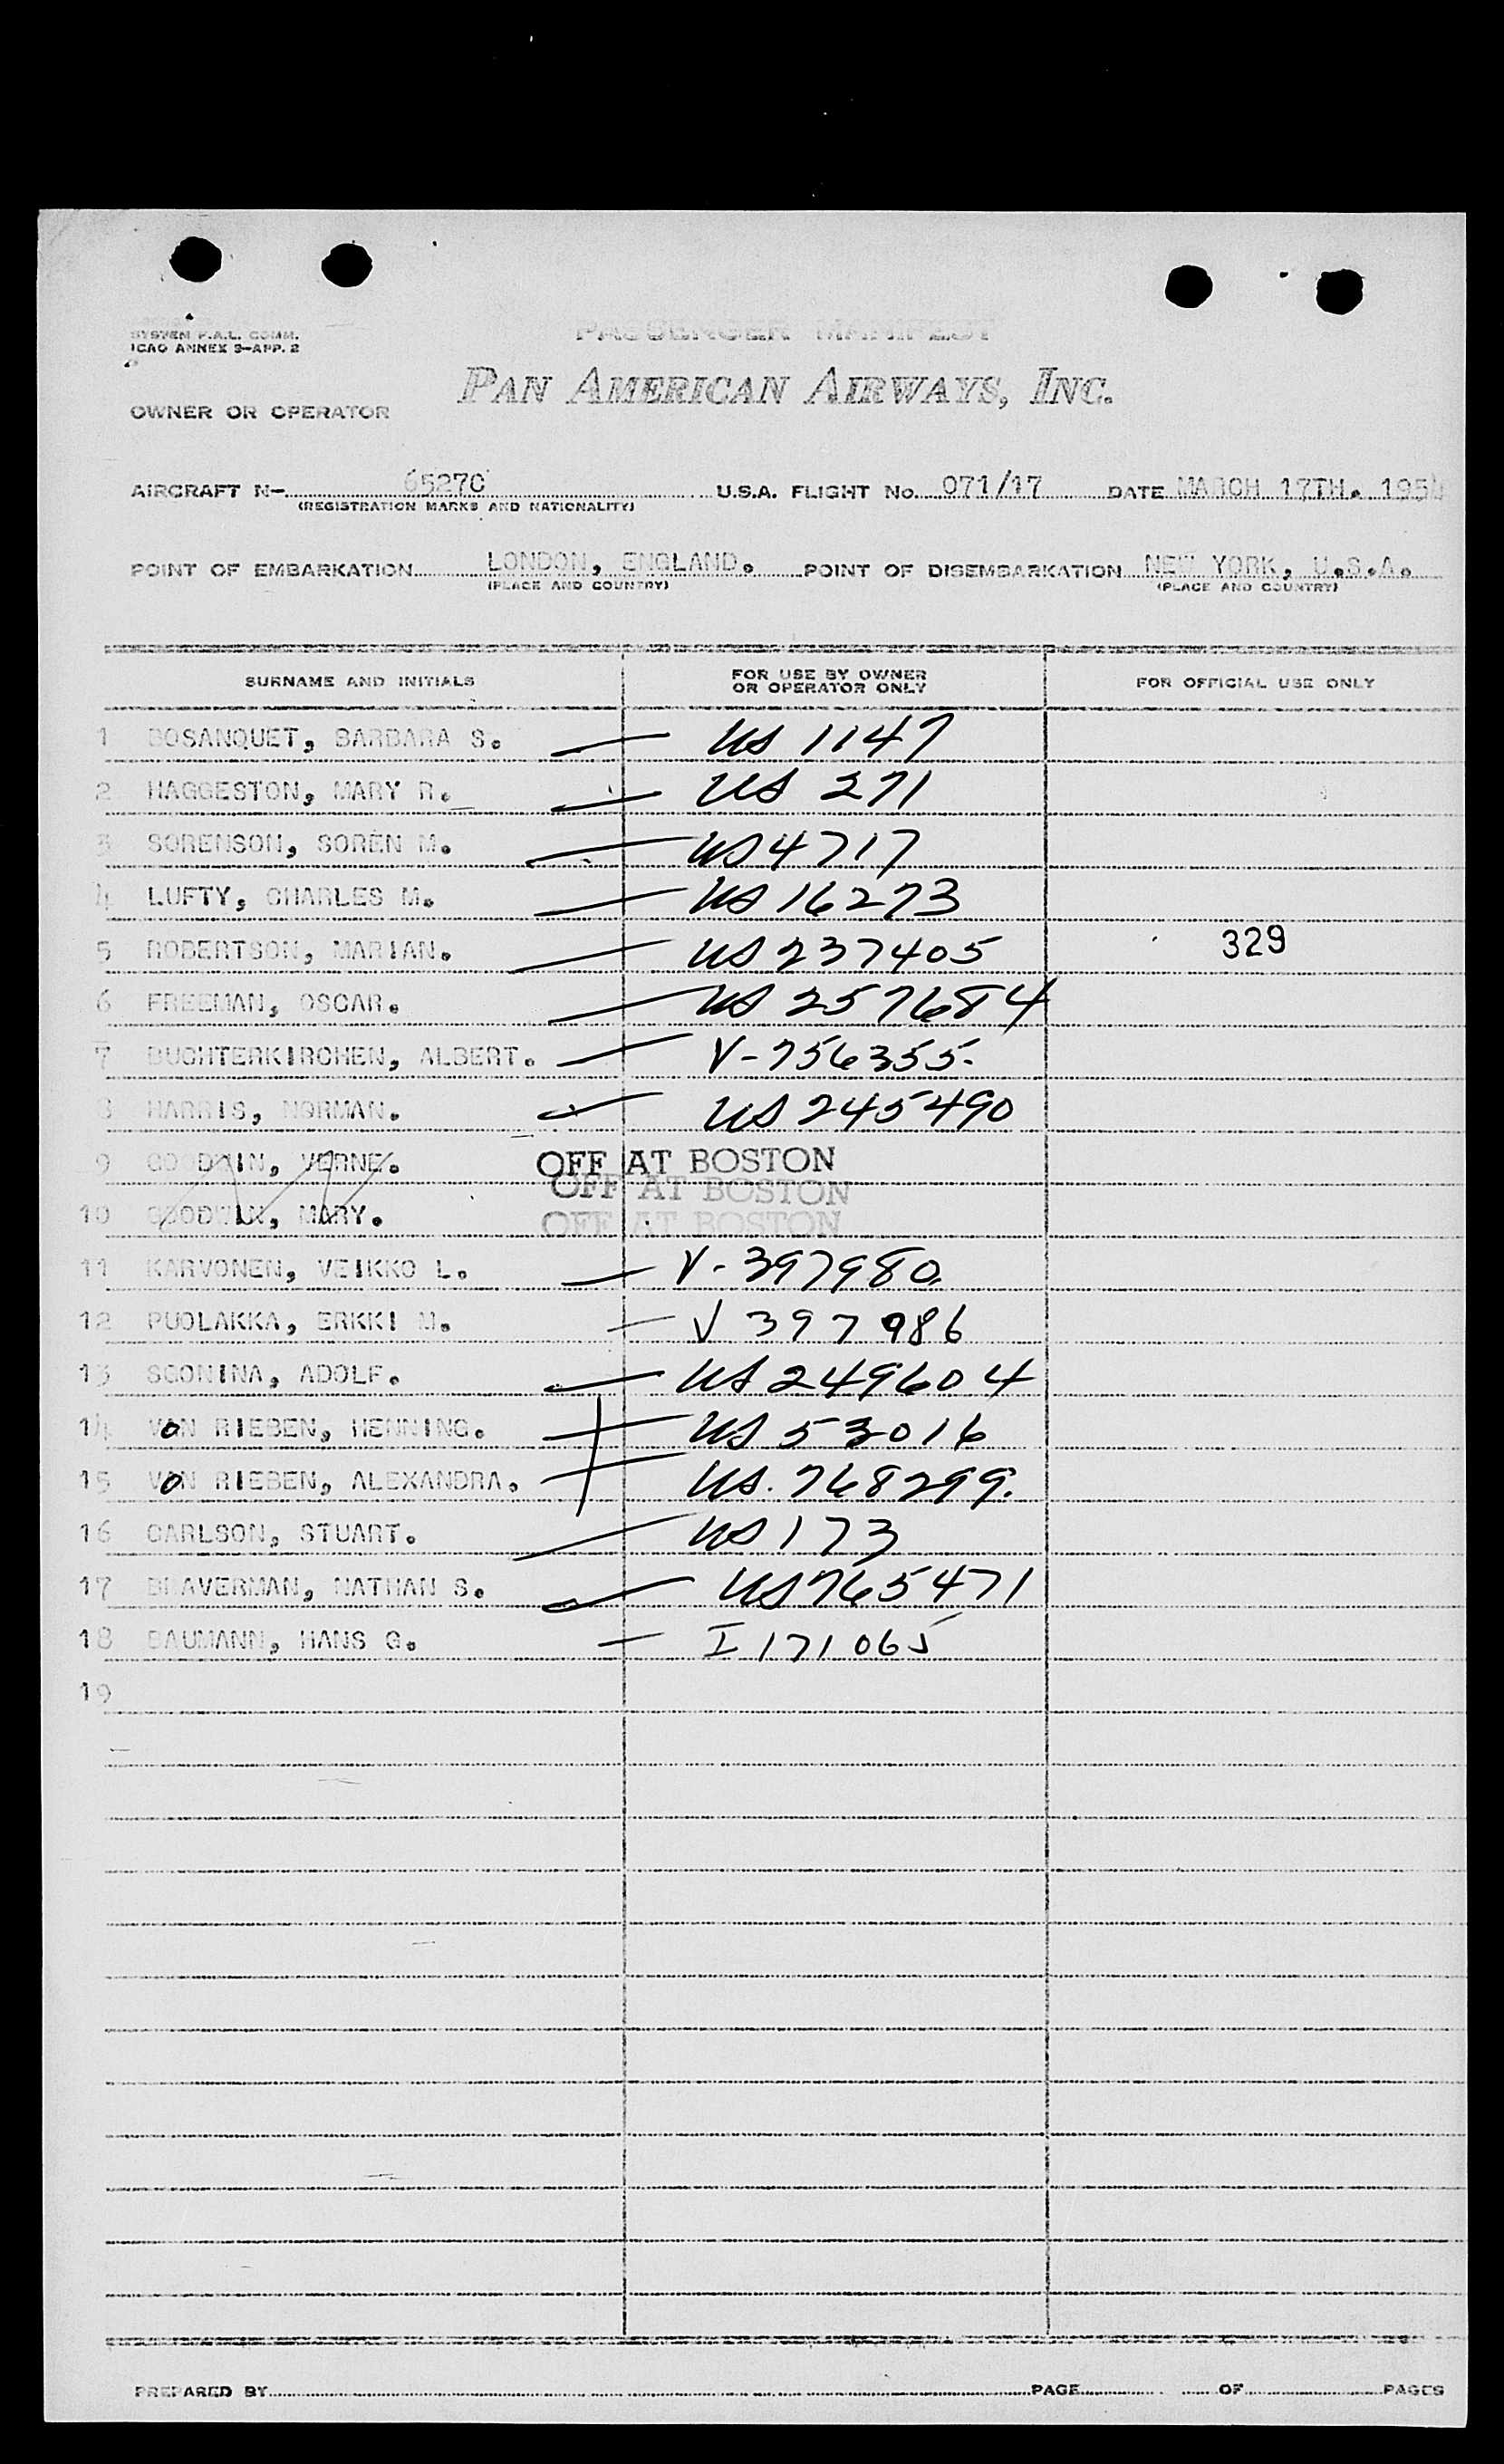 SYSTEM P.A.L. COMM.
ICAO ANNEX 9-APP. 2
PASSENGER MANIFEST
PAN AMERICAN AIRWAYS, INC.
OWNER OR OPERATOR
AIRCRAFT N- 65270 U.S.A. FLIGHT No. 071/17 DATE MARCH 17TH. 1954
(REGISTRATION MARKS AND NATIONALITY)
POINT OF EMBARKATION LONDON, ENGLAND. POINT OF DISEMBARKATION NEW YORK, U.S.A.
(PLACE AND COUNTRY) (PLACE AND COUNTRY)
SURNAME AND INITIALS FOR USE BY OWNER OR OPERATOR ONLY FOR OFFICIAL USE ONLY
1 BOSANQUET, BARBARA S. US 1147
2 HAGGESTON, MARY R. US 271
3 SORENSON, SOREN M. US 4717
4 LUFTY, CHARLES M. US 16273
5 ROBERTSON, MARIAN. US 237405 329
6 FREEMAN, OSCAR. US 257684
7 BUCHTERKIRCHEN, ALBERT. V-756355.
8 HARRIS, NORMAN. US 245490
9 GOODWIN, VERNE. OFF AT BOSTON
OFF AT BOSTON
10 GOODWIN, MARY. OFF AT BOSTON
11 KARVONEN, VEIKKO L. V-397980.
12 PUOLAKKA, ERKKI M. V 397986
13 SGONINA, ADOLF. US 249604
14 VON RIEBEN, HENNING. US 53016
15 VON RIEBEN, ALEXANDRA. US. 768299.
16 CARLSON, STUART. US 173
17 BRAVERMAN, NATHAN S. US 765471
18 BAUMANN, HANS G. I 171065
19
PREPARED BY PAGE OF PAGES